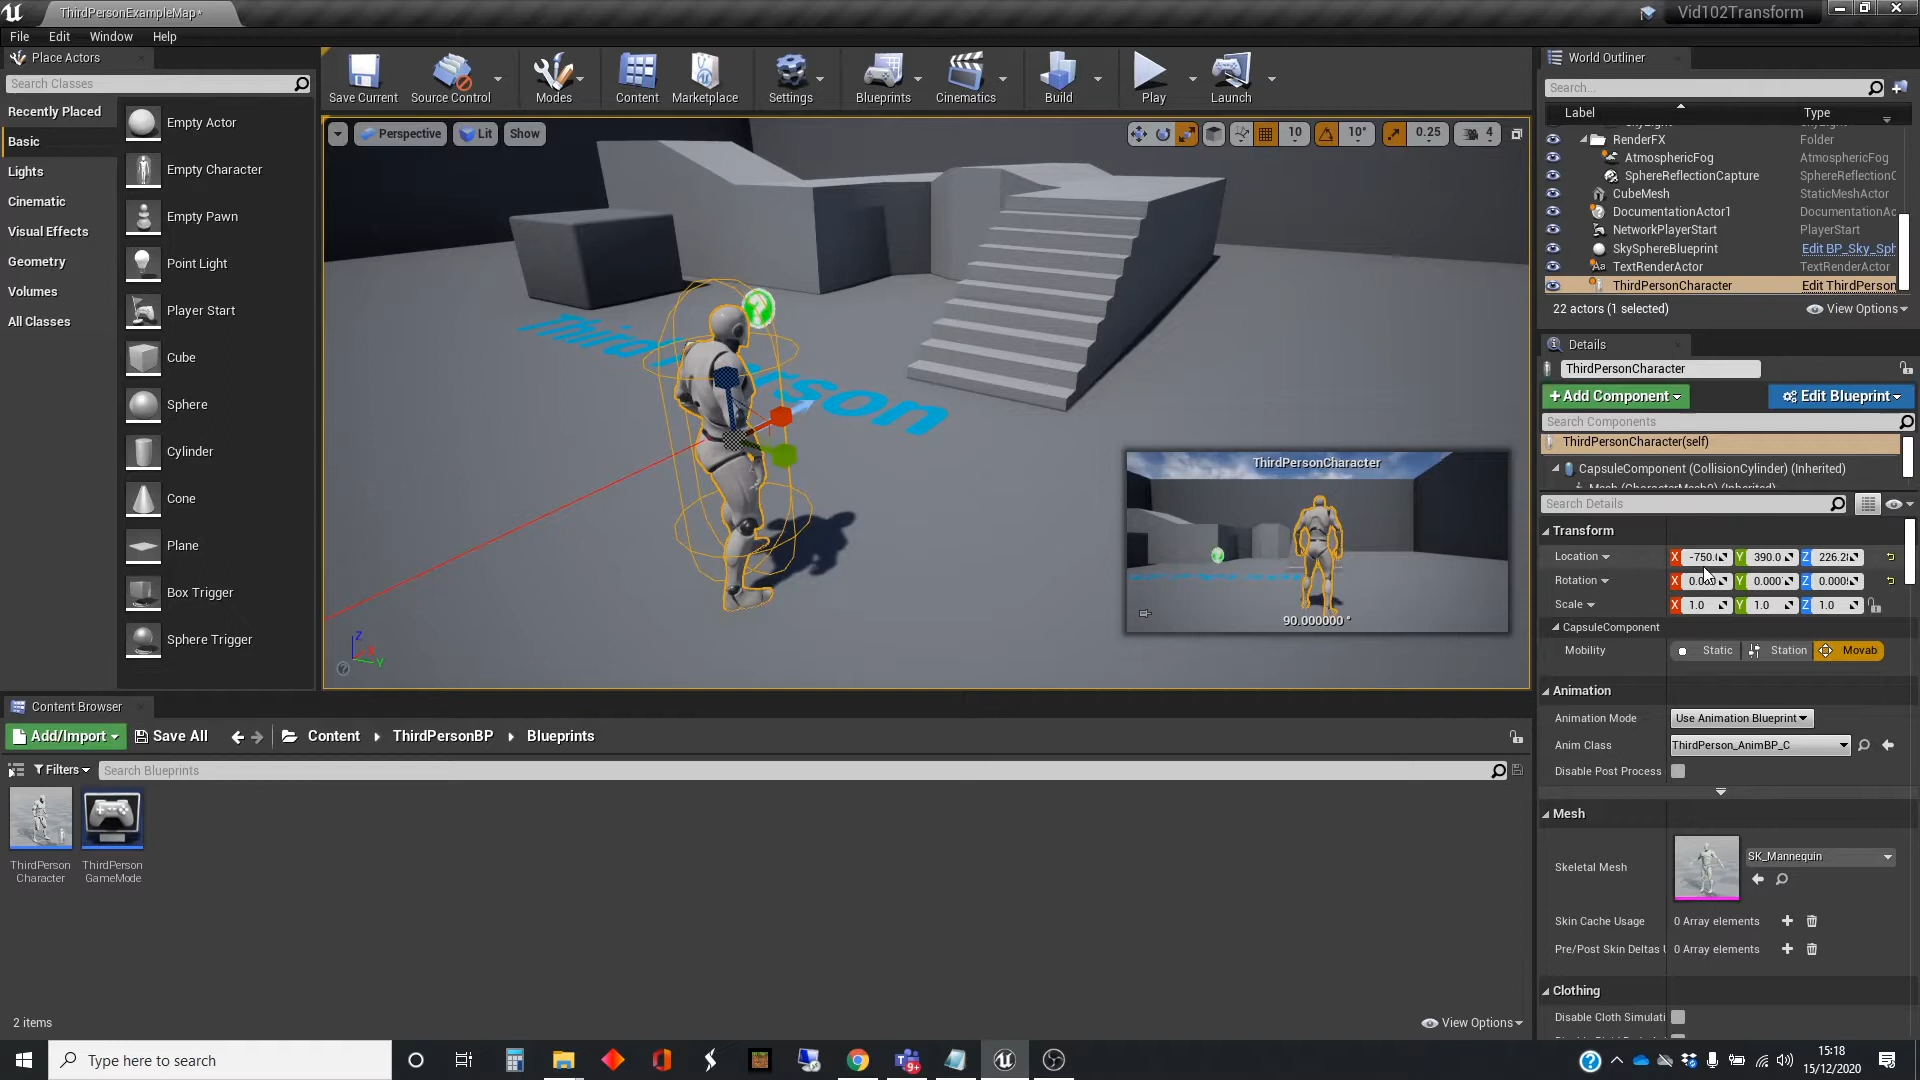 ThirdPersonExampleMap*
Vid102Transform
File Edit Window Help
Place Actors
Search Classes
Recently Placed
Basic
Lights
Cinematic
Visual Effects
Geometry
Volumes
All Classes
Empty Actor
Empty Character
Empty Pawn
Point Light
Player Start
Cube
Sphere
Cylinder
Cone
Plane
Box Trigger
Sphere Trigger
Save Current
Source Control
Modes
Content
Marketplace
Settings
Blueprints
Cinematics
Build
Play
Launch
Perspective Lit Show
10 10° 0.25 4
ThirdPersonCharacter
90.000000 °
Z
X
Y
World Outliner
Search...
Label Type
RenderFX Folder
AtmosphericFog AtmosphericFog
SphereReflectionCapture SphereReflectionC
CubeMesh StaticMeshActor
DocumentationActor1 DocumentationAc
NetworkPlayerStart PlayerStart
SkySphereBlueprint Edit BP_Sky_Sph
TextRenderActor TextRenderActor
ThirdPersonCharacter Edit ThirdPerson
22 actors (1 selected) View Options
Details
ThirdPersonCharacter
+Add Component Edit Blueprint
Search Components
ThirdPersonCharacter(self)
CapsuleComponent (CollisionCylinder) (Inherited)
Mesh (CharacterMesh0) (Inherited)
Search Details
Transform
Location X -750. Y 390.0 Z 226.2
Rotation X Y 0.000 Z 0.000
Scale X 1.0 Y 1.0 Z 1.0
CapsuleComponent
Mobility Static Station Movab
Animation
Animation Mode Use Animation Blueprint
Anim Class ThirdPerson_AnimBP_C
Disable Post Process
Mesh
Skeletal Mesh SK_Mannequin
Skin Cache Usage 0 Array elements
Pre/Post Skin Deltas U 0 Array elements
Clothing
Disable Cloth Simulati
Content Browser
Add/Import Save All Content ThirdPersonBP Blueprints
Filters Search Blueprints
ThirdPerson
Character
ThirdPerson
GameMode
2 items View Options
Type here to search
9+
15:18
15/12/2020